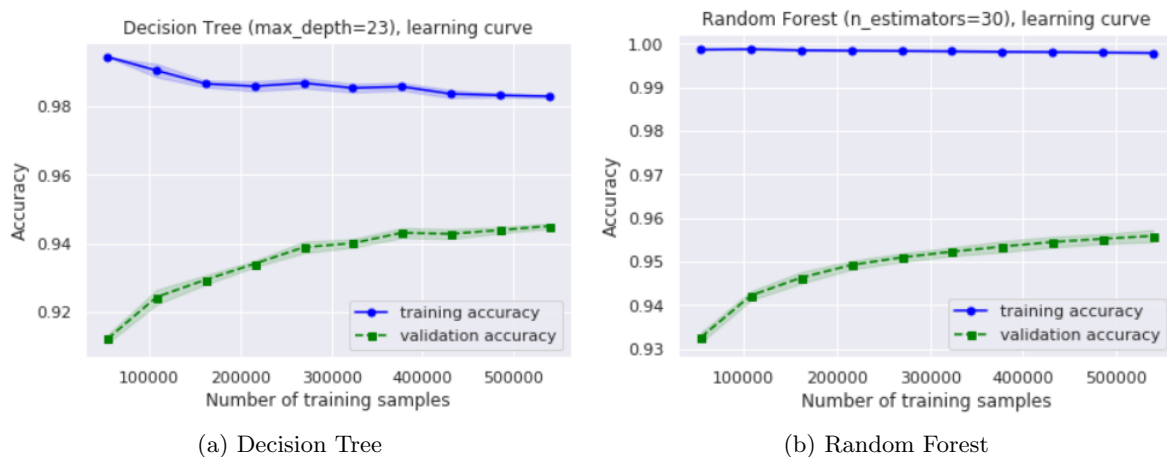 Decision Tree (max_depth=23), learning curve
0.98
0.96
0.94
0.92
Accuracy
training accuracy
validation accuracy
100000 200000 300000 400000 500000
Number of training samples
(a) Decision Tree
Random Forest (n_estimators=30), learning curve
1.00
0.99
0.98
0.97
0.96
0.95
0.94
0.93
Accuracy
training accuracy
validation accuracy
100000 200000 300000 400000 500000
Number of training samples
(b) Random Forest